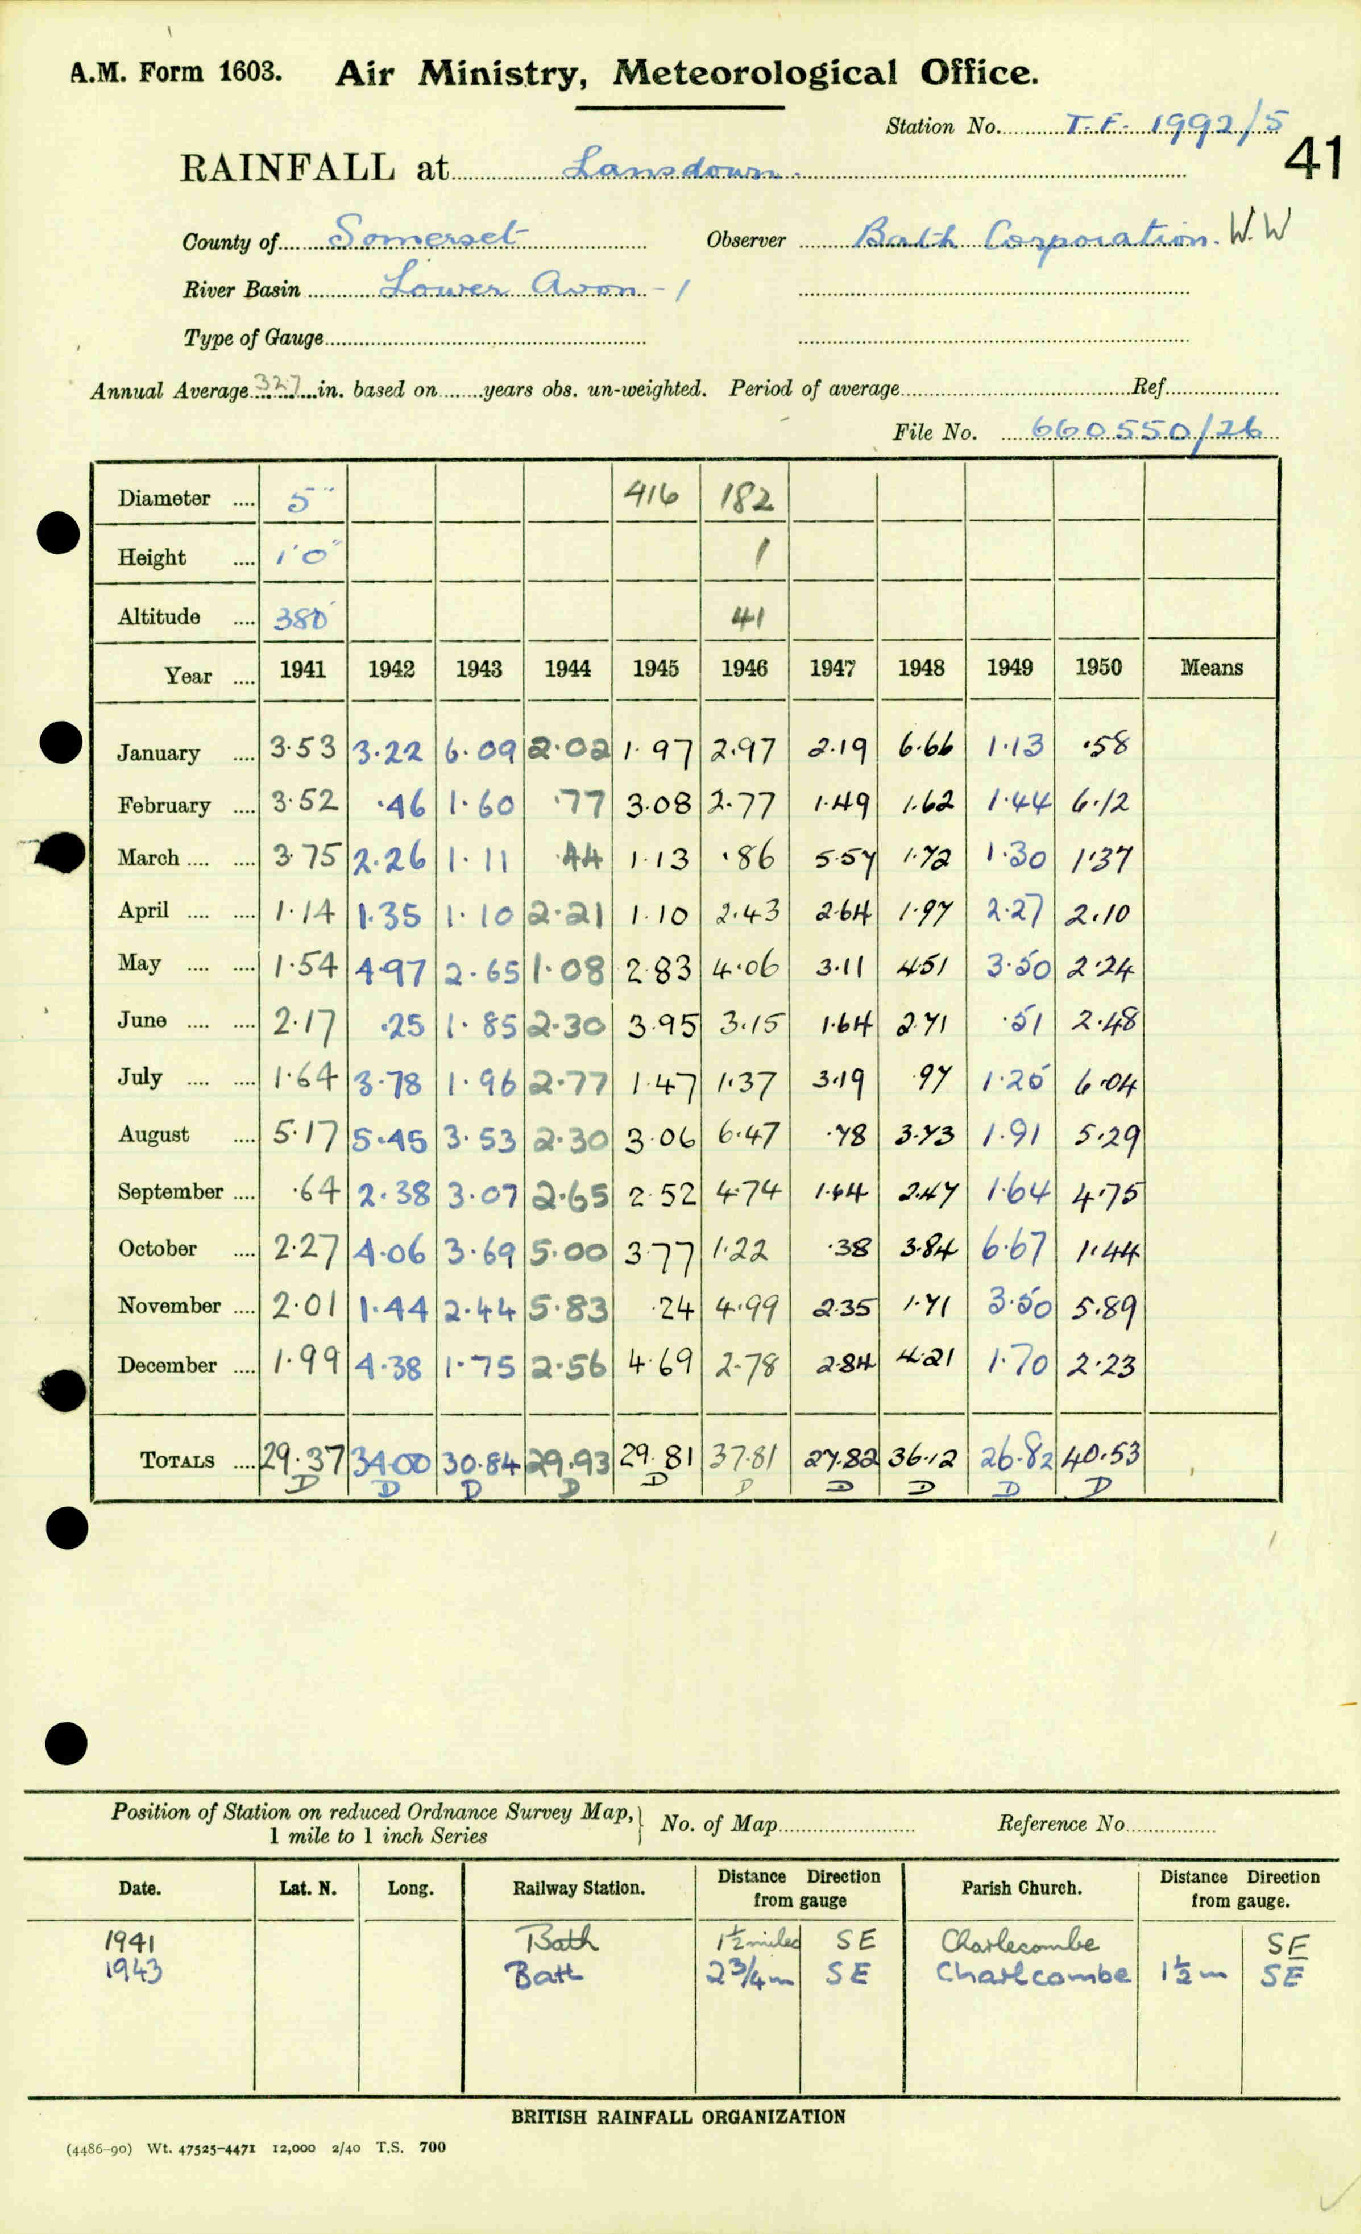 A.M. Form 1603. Air Ministry, Meteorological Office.
Station No. T.F. 1992/5
41
RAINFALL at Lansdown.
County of Somerset Observer Bath Corporation. W.W
River Basin Lower Avon - 1
Type of Gauge
Annual Average 327 in. based on years obs. un-weighted. Period of average Ref
File No. 660550/26
Diameter 5" 416 182
Height 1'0" 1
Altitude 380' 41
Year 1941 1942 1943 1944 1945 1946 1947 1948 1949 1950 Means
January 3.53 3.22 6.09 2.02 1.97 2.97 2.19 6.66 1.13 .58
February 3.52 .46 1.60 .77 3.08 2.77 1.49 1.62 1.44 6.12
March 3.75 2.26 1.11 .44 1.13 .86 5.57 1.72 1.30 1.37
April 1.14 1.35 1.10 2.21 1.10 2.43 2.64 1.97 2.27 2.10
May 1.54 4.97 2.65 1.08 2.83 4.06 3.11 4.51 3.50 2.24
June 2.17 .25 1.85 2.30 3.95 3.15 1.64 2.71 .51 2.48
July 1.64 3.78 1.96 2.77 1.47 1.37 3.19 .97 1.25 6.04
August 5.17 5.45 3.53 2.30 3.06 6.47 .78 3.73 1.91 5.29
September .64 2.38 3.07 2.65 2.52 4.74 1.64 2.47 1.64 4.75
October 2.27 4.06 3.69 5.00 3.77 1.22 .38 3.84 6.67 1.44
November 2.01 1.44 2.44 5.83 .24 4.99 2.35 1.71 3.50 5.89
December 1.99 4.38 1.75 2.56 4.69 2.78 2.84 4.21 1.70 2.23
TOTALS 29.37 34.00 30.84 29.93 29.81 37.81 27.82 36.12 26.82 40.53
D D D D D D D D D D
Position of Station on reduced Ordnance Survey Map, No. of Map Reference No
1 mile to 1 inch Series
Date. Lat. N. Long. Railway Station. Distance Direction from gauge Parish Church. Distance Direction from gauge.
1941 Bath 1½ miles SE Charlecombe SE
1943 Bath 2 3/4 m SE Charlcombe 1½ m SE
BRITISH RAINFALL ORGANIZATION
(4486-90) Wt. 47525-4471 12,000 2/40 T.S. 700